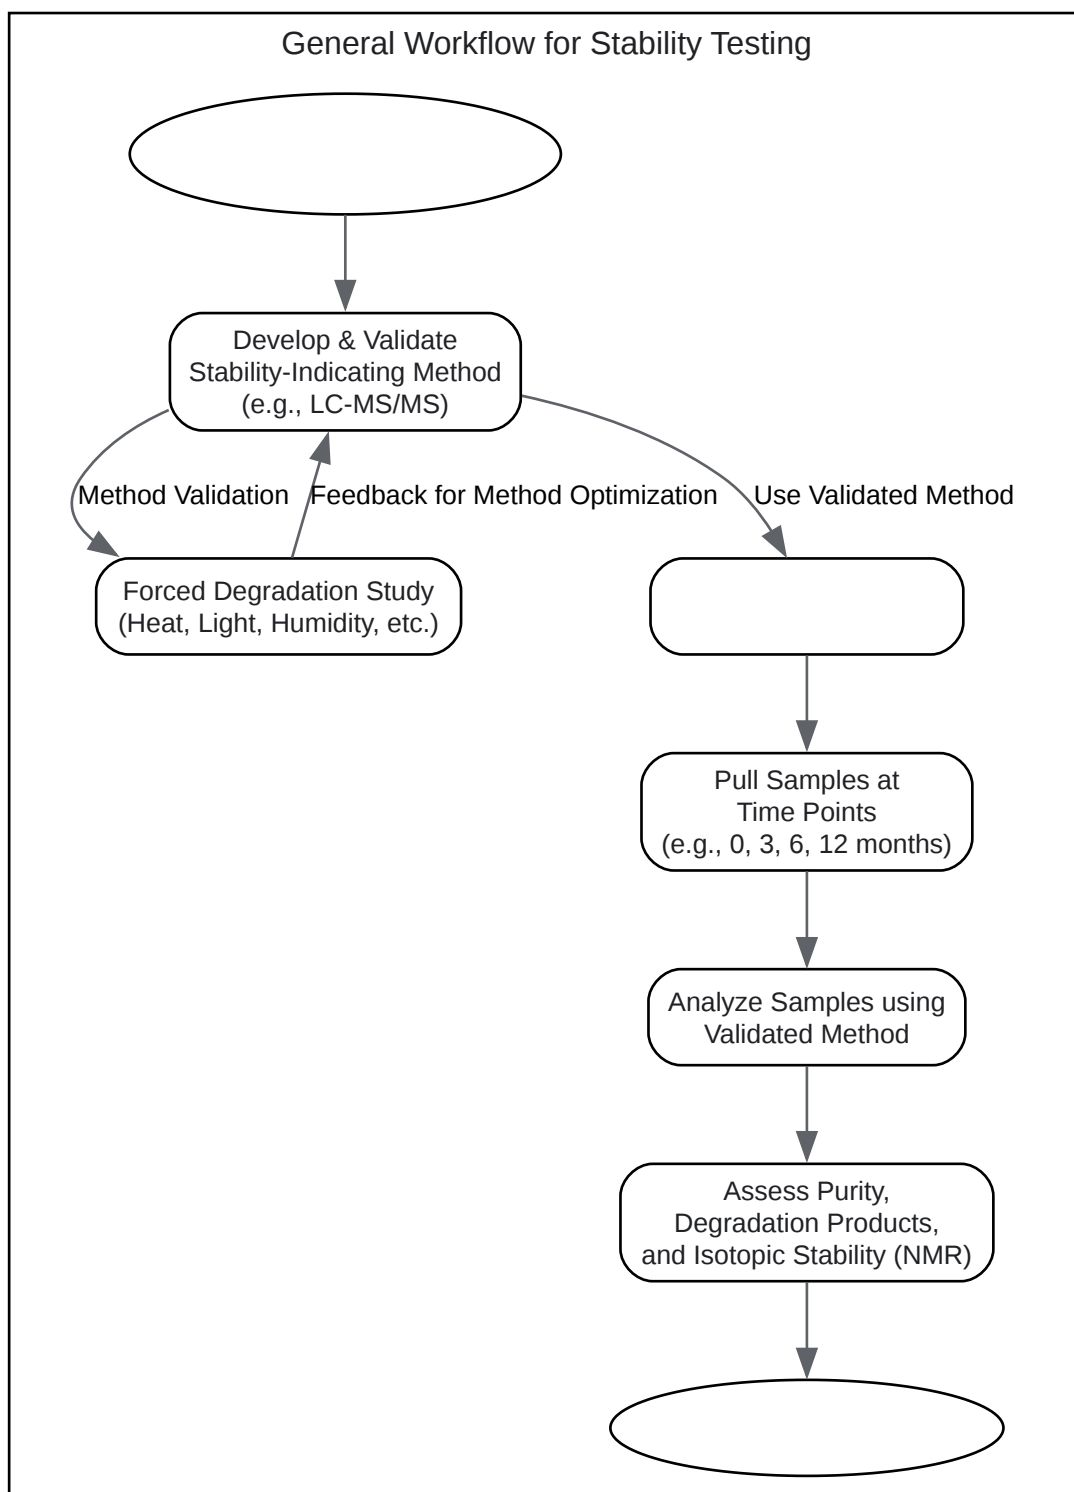 General Workflow for Stability Testing
Develop & Validate
Stability-Indicating Method
(e.g., LC-MS/MS)
Method Validation
Feedback for Method Optimization
Use Validated Method
Forced Degradation Study
(Heat, Light, Humidity, etc.)
Pull Samples at
Time Points
(e.g., 0, 3, 6, 12 months)
Analyze Samples using
Validated Method
Assess Purity,
Degradation Products,
and Isotopic Stability (NMR)